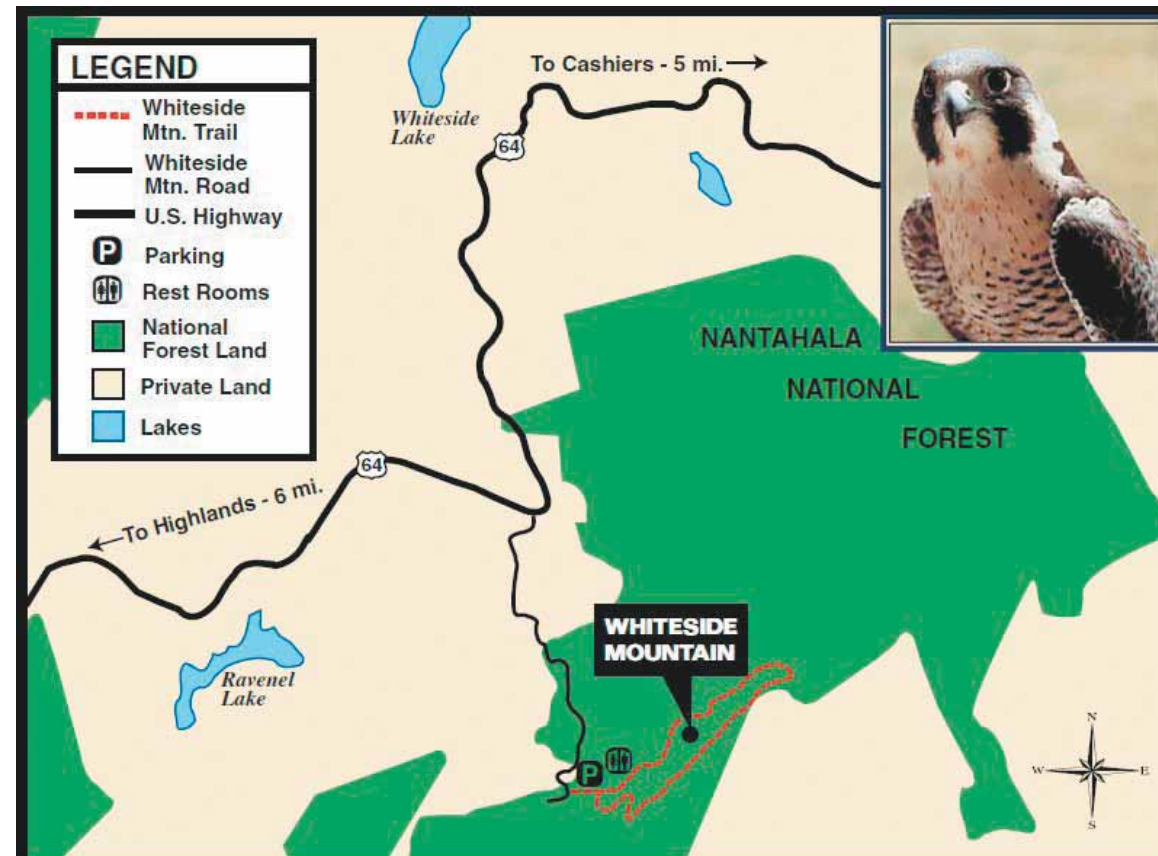 LEGEND
Whiteside
Mtn. Trail
Whiteside
Mtn. Road
U.S. Highway
P
Parking
Rest Rooms
National
Forest Land
Private Land
Lakes
Whiteside
Lake
To Cashiers - 5 mi.
64
NANTAHALA
NATIONAL
FOREST
64
To Highlands - 6 mi.
Ravenel
Lake
WHITESIDE
MOUNTAIN
P
N
W
E
S